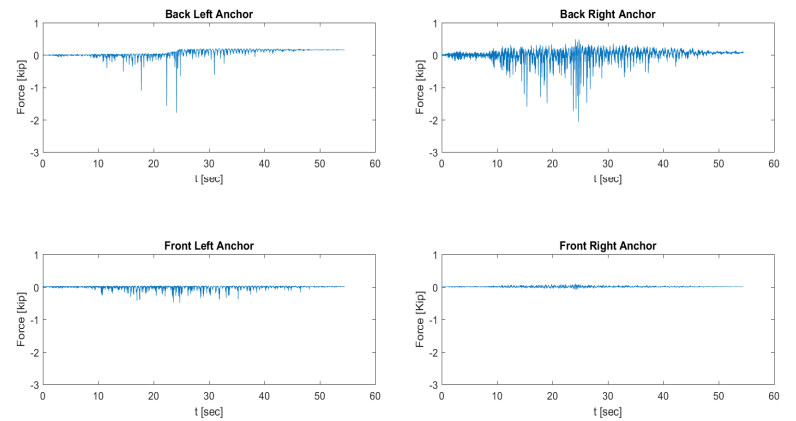 Back Left Anchor
Force [kip]
1
0
-1
-2
-3
0 10 20 30 40 50 60
t [sec]
Back Right Anchor
Force [kip]
1
0
-1
-2
-3
0 10 20 30 40 50 60
t [sec]
Front Left Anchor
Force [Kip]
1
0
-1
-2
-3
0 10 20 30 40 50 60
t [sec]
Front Right Anchor
Force [Kip]
1
0
-1
-2
-3
0 10 20 30 40 50 60
t [sec]